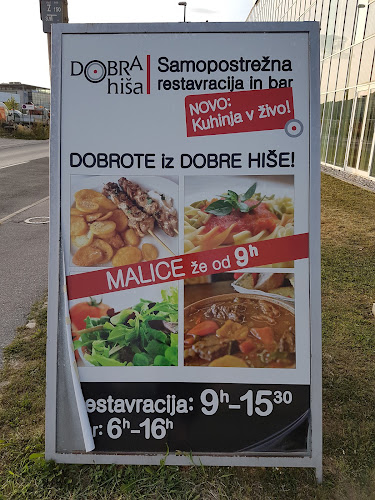 DOBRA
hiša
Samopostrežna
restavracija in bar
NOVO:
Kuhinja v živo!
DOBROTE iz DOBRE HIŠE!
MALICE že od 9h
estavracija: 9h-15 30
r: 6h-16h